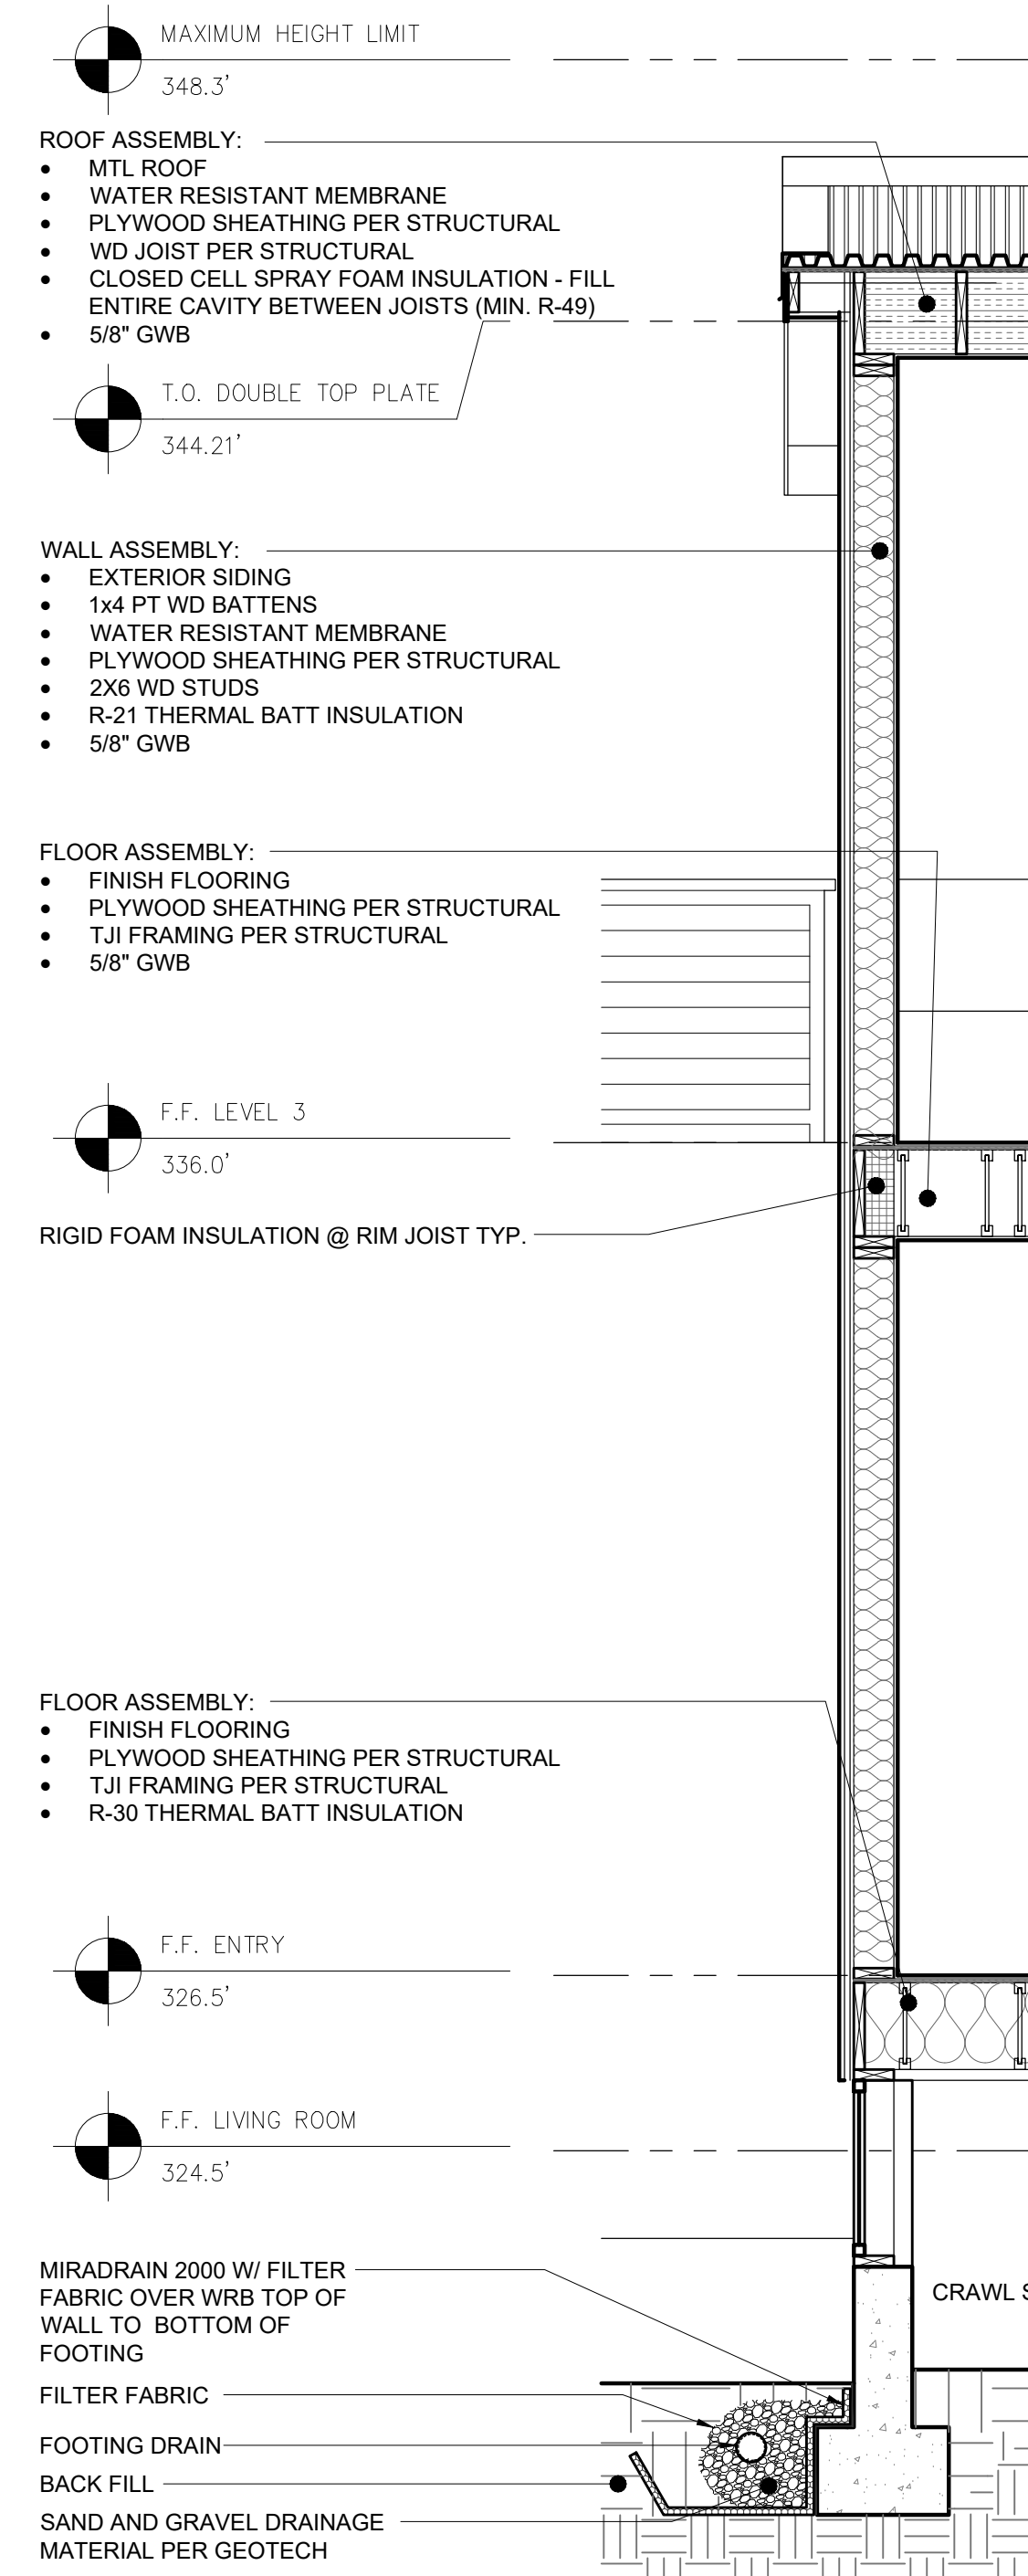 MAXIMUM HEIGHT LIMIT
348.3'
ROOF ASSEMBLY:
• MTL ROOF
• WATER RESISTANT MEMBRANE
• PLYWOOD SHEATHING PER STRUCTURAL
• WD JOIST PER STRUCTURAL
• CLOSED CELL SPRAY FOAM INSULATION - FILL
ENTIRE CAVITY BETWEEN JOISTS (MIN. R-49)
• 5/8" GWB
T.O. DOUBLE TOP PLATE
344.21'
WALL ASSEMBLY:
• EXTERIOR SIDING
• 1x4 PT WD BATTENS
• WATER RESISTANT MEMBRANE
• PLYWOOD SHEATHING PER STRUCTURAL
• 2X6 WD STUDS
• R-21 THERMAL BATT INSULATION
• 5/8" GWB
FLOOR ASSEMBLY:
• FINISH FLOORING
• PLYWOOD SHEATHING PER STRUCTURAL
• TJI FRAMING PER STRUCTURAL
• 5/8" GWB
F.F. LEVEL 3
336.0'
RIGID FOAM INSULATION @ RIM JOIST TYP.
FLOOR ASSEMBLY:
• FINISH FLOORING
• PLYWOOD SHEATHING PER STRUCTURAL
• TJI FRAMING PER STRUCTURAL
• R-30 THERMAL BATT INSULATION
F.F. ENTRY
326.5'
F.F. LIVING ROOM
324.5'
MIRADRAIN 2000 W/ FILTER
FABRIC OVER WRB TOP OF
WALL TO BOTTOM OF
FOOTING
CRAWL S
FILTER FABRIC
FOOTING DRAIN
BACK FILL
SAND AND GRAVEL DRAINAGE
MATERIAL PER GEOTECH